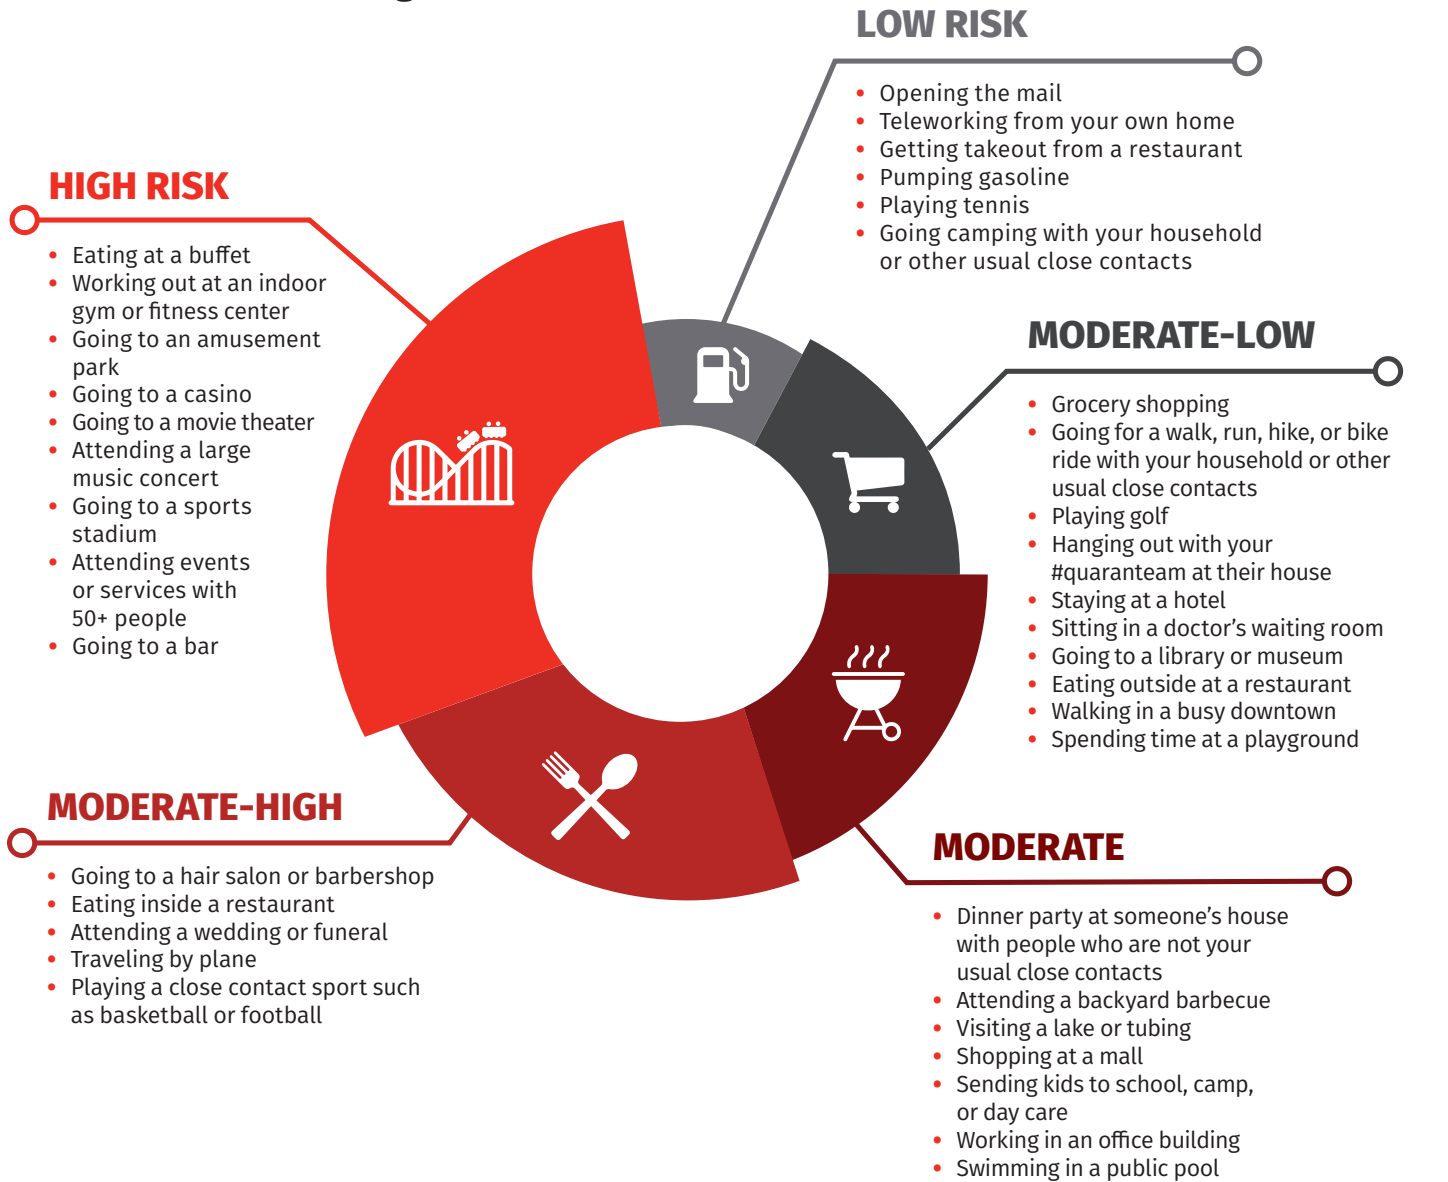 LOW RISK
• Opening the mail
• Teleworking from your own home
• Getting takeout from a restaurant
• Pumping gasoline
• Playing tennis
• Going camping with your household
or other usual close contacts
HIGH RISK
• Eating at a buffet
• Working out at an indoor
gym or fitness center
• Going to an amusement
park
• Going to a casino
• Going to a movie theater
• Attending a large
music concert
• Going to a sports
stadium
• Attending events
or services with
50+ people
• Going to a bar
MODERATE-LOW
• Grocery shopping
• Going for a walk, run, hike, or bike
ride with your household or other
usual close contacts
• Playing golf
• Hanging out with your
#quaranteam at their house
• Staying at a hotel
• Sitting in a doctor’s waiting room
• Going to a library or museum
• Eating outside at a restaurant
• Walking in a busy downtown
• Spending time at a playground
MODERATE-HIGH
• Going to a hair salon or barbershop
• Eating inside a restaurant
• Attending a wedding or funeral
• Traveling by plane
• Playing a close contact sport such
as basketball or football
MODERATE
• Dinner party at someone’s house
with people who are not your
usual close contacts
• Attending a backyard barbecue
• Visiting a lake or tubing
• Shopping at a mall
• Sending kids to school, camp,
or day care
• Working in an office building
• Swimming in a public pool